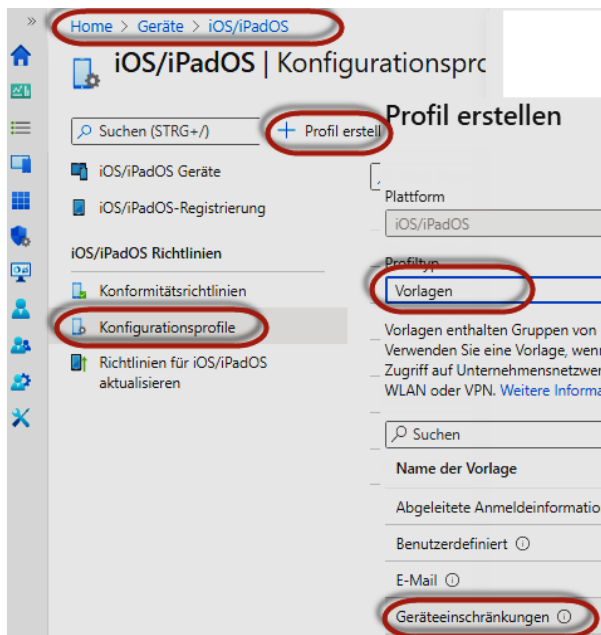 » Home > Geräte > iOS/iPadOS
iOS/iPadOS | Konfigurationspro
Suchen (STRG+/)
+ Profil erstell
iOS/iPadOS Geräte
iOS/iPadOS-Registrierung
iOS/iPadOS Richtlinien
Konformitätsrichtlinien
Konfigurationsprofile
Richtlinien für iOS/iPadOS
aktualisieren
Profil erstellen
Plattform
iOS/iPadOS
Profiltyp
Vorlagen
Vorlagen enthalten Gruppen von
Verwenden Sie eine Vorlage, wenn
Zugriff auf Unternehmensnetzwer
WLAN oder VPN. Weitere Informa
Suchen
Name der Vorlage
Abgeleitete Anmeldeinformatio
Benutzerdefiniert
E-Mail
Geräteeinschränkungen